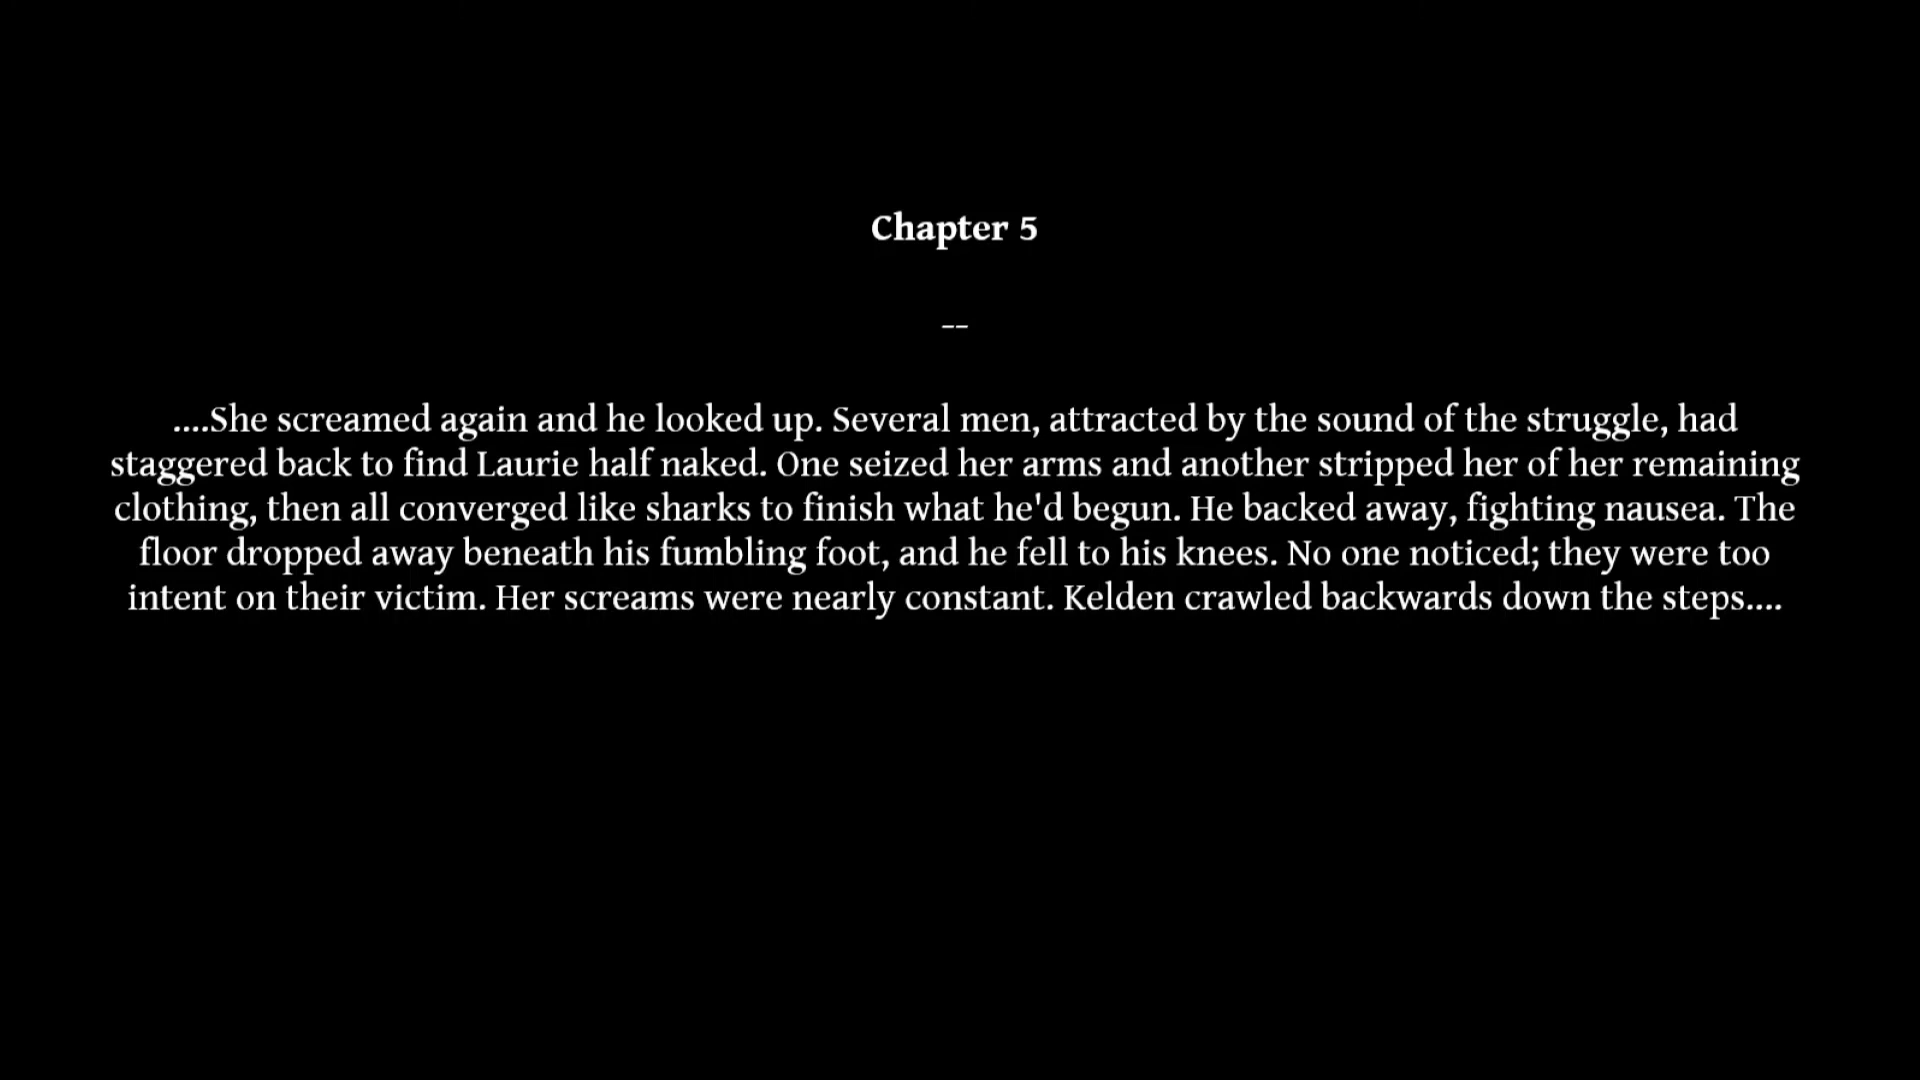 Chapter 5
--
....She screamed again and he looked up. Several men, attracted by the sound of the struggle, had
staggered back to find Laurie half naked. One seized her arms and another stripped her of her remaining
clothing, then all converged like sharks to finish what he'd begun. He backed away, fighting nausea. The
floor dropped away beneath his fumbling foot, and he fell to his knees. No one noticed; they were too
intent on their victim. Her screams were nearly constant. Kelden crawled backwards down the steps....